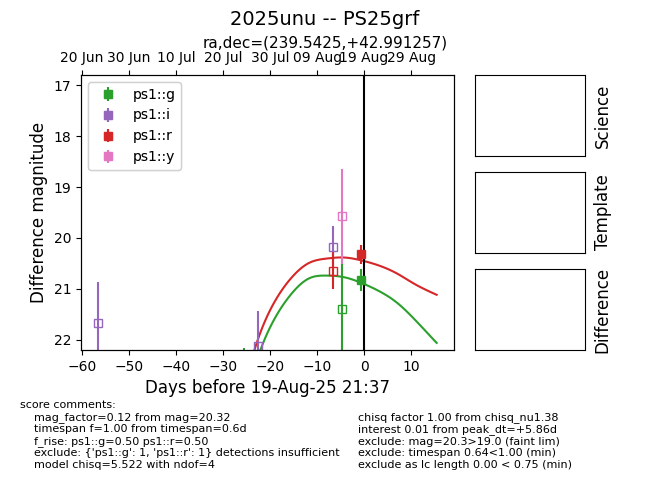 2025unu -- PS25grf
ra,dec=(239.5425,+42.991257)
20 Jun 30 Jun 10 Jul 20 Jul 30 Jul 09 Aug 19 Aug 29 Aug
ps1::g
ps1::i
ps1::r
ps1::y
17
18
19
20
21
22
Difference magnitude
−60 −50 −40 −30 −20 −10 0 10
Days before 19-Aug-25 21:37
Science
Template
Difference
score comments:
mag_factor=0.12 from mag=20.32
timespan f=1.00 from timespan=0.6d
f_rise: ps1::g=0.50 ps1::r=0.50
exclude: {'ps1::g': 1, 'ps1::r': 1} detections insufficient
model chisq=5.522 with ndof=4
chisq factor 1.00 from chisq_nu1.38
interest 0.01 from peak_dt=+5.86d
exclude: mag=20.3>19.0 (faint lim)
exclude: timespan 0.64<1.00 (min)
exclude as lc length 0.00 < 0.75 (min)